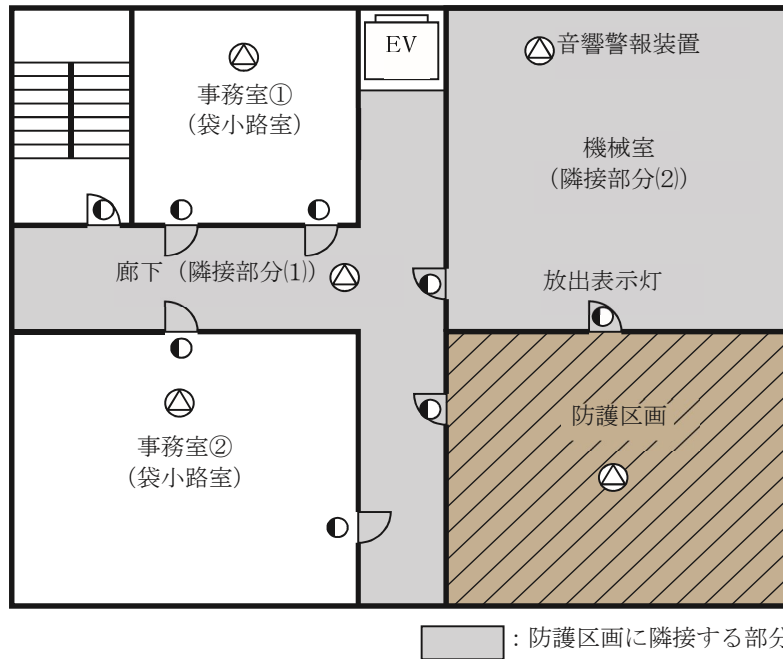 EV
音響警報装置
事務室①
（袋小路室）
機械室
（隣接部分⑵）
廊下（隣接部分⑴）
放出表示灯
防護区画
事務室②
（袋小路室）
：防護区画に隣接する部分